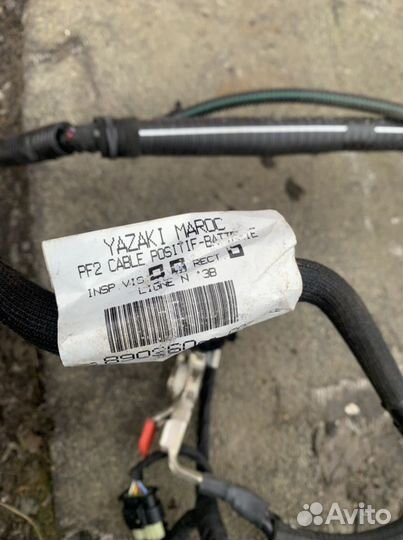 YAZAKI MAROC
PF2 CABLE POSITIF-BATTERIE
INSP VIS RECT
LIGNE N °38
Avito